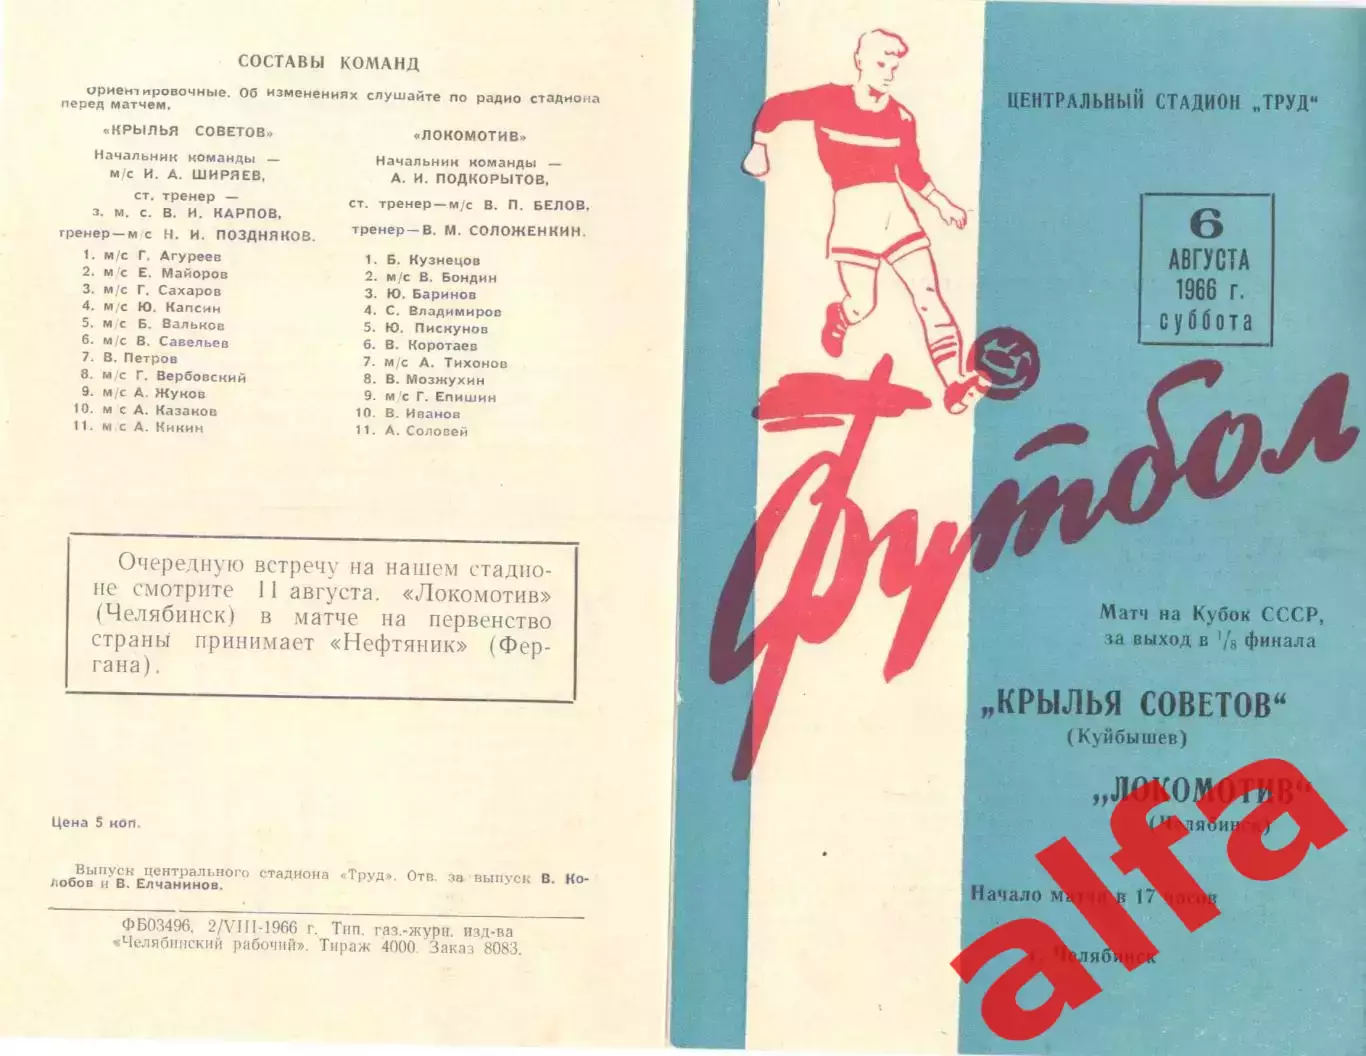 СОСТАВЫ КОМАНД
ориентировочные. Об изменениях слушайте по радио стадиона
перед матчем.
«КРЫЛЬЯ СОВЕТОВ»
Начальник команды —
м/с И. А. ШИРЯЕВ,
ст. тренер —
з. м. с. В. И. КАРПОВ,
тренер—м/с Н. И. ПОЗДНЯКОВ.
1. м/с Г. Агуреев
2. м/с Е. Майоров
3. м/с Г. Сахаров
4. м/с Ю. Капсин
5. м/с Б. Вальков
6. м/с В. Савельев
7. В. Петров
8. м/с Г. Вербовский
9. м/с А. Жуков
10. м с А. Казаков
11. м/с А. Кикин
«ЛОКОМОТИВ»
Начальник команды —
А. И. ПОДКОРЫТОВ,
ст. тренер—м/с В. П. БЕЛОВ,
тренер—В. М. СОЛОЖЕНКИН.
1. Б. Кузнецов
2. м/с В. Бондин
3. Ю. Баринов
4. С. Владимиров
5. Ю. Пискунов
6. В. Коротаев
7. м/с А. Тихонов
8. В. Мозжухин
9. м/с Г. Епишин
10. В. Иванов
11. А. Соловей
Очередную встречу на нашем стадио-
не смотрите 11 августа. «Локомотив»
(Челябинск) в матче на первенство
страны принимает «Нефтяник» (Фер-
гана).
Цена 5 коп.
Выпуск центрального стадиона «Труд». Отв. за выпуск В. Ко-
лобов и В. Елчанинов.
ФБ03496. 2/VIII-1966 г. Тип. газ.-журн. изд-ва
«Челябинский рабочий». Тираж 4000. Заказ 8083.
ЦЕНТРАЛЬНЫЙ СТАДИОН „ТРУД“
6
АВГУСТА
1966 г.
суббота
Футбол
Матч на Кубок СССР,
за выход в 1/8 финала
„КРЫЛЬЯ СОВЕТОВ“
(Куйбышев)
„ЛОКОМОТИВ“
(Челябинск)
Начало матча в 17 часов
г. Челябинск
alfa